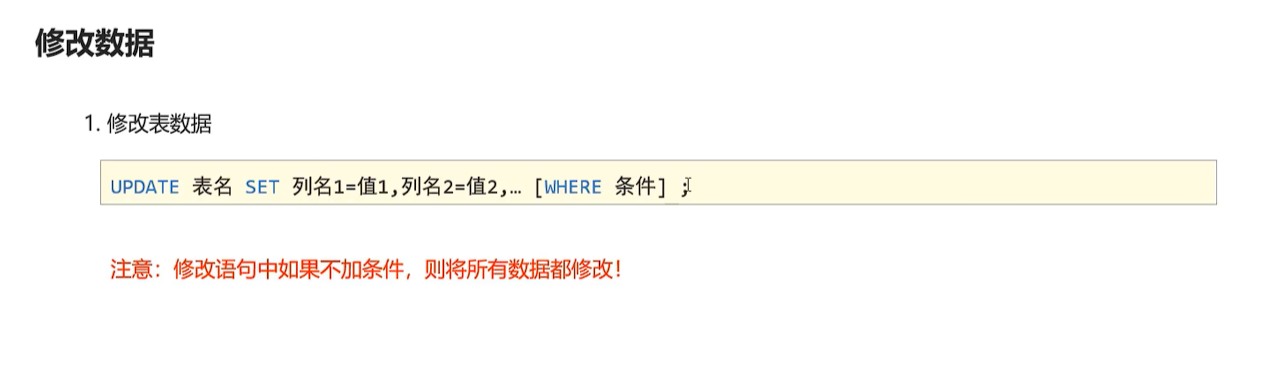 修改数据
1. 修改表数据
UPDATE 表名 SET 列名1=值1,列名2=值2,… [WHERE 条件] ;
注意：修改语句中如果不加条件，则将所有数据都修改！